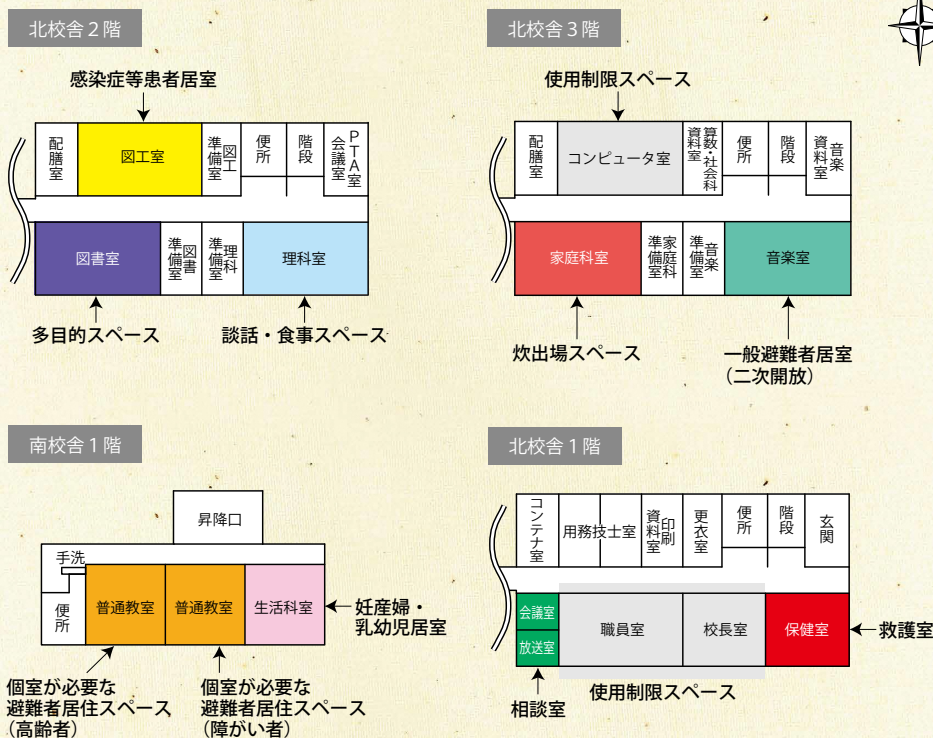 北校舎２階
感染症等患者居室
配膳室
図工室
図工準備室
便所
階段
ＰＴＡ会議室
図書室
図書準備室
理科準備室
理科室
多目的スペース
談話・食事スペース
北校舎３階
使用制限スペース
配膳室
コンピュータ室
算数・社会科資料室
便所
階段
音楽資料室
家庭科室
家庭科準備室
音楽準備室
音楽室
炊出場スペース
一般避難者居室
（二次開放）
南校舎１階
昇降口
手洗
便所
普通教室
普通教室
生活科室
妊産婦・
乳幼児居室
個室が必要な
避難者居住スペース
（高齢者）
個室が必要な
避難者居住スペース
（障がい者）
北校舎１階
コンテナ室
用務技士室
印刷資料室
更衣室
便所
階段
玄関
会議室
放送室
職員室
校長室
保健室
救護室
相談室
使用制限スペース